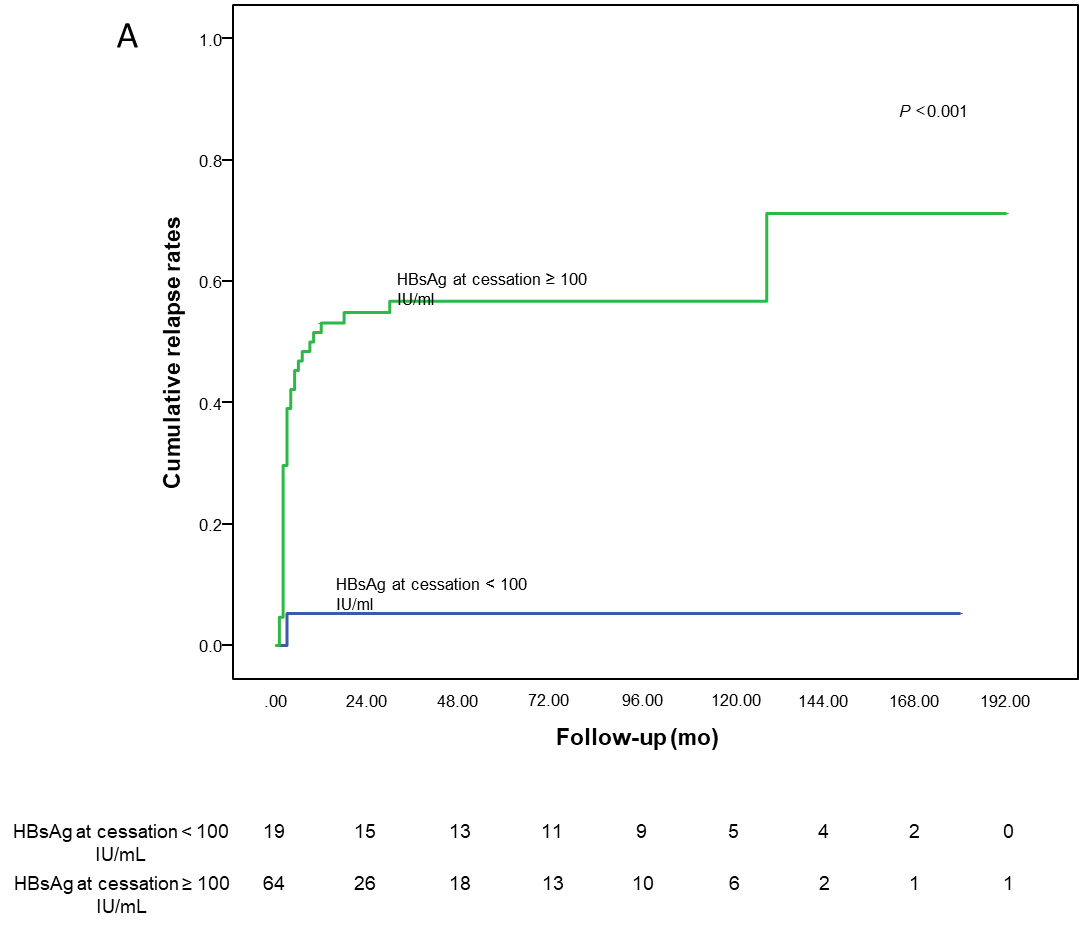 A
1.0
P <0.001
0.8
Cumulative relapse rates
HBsAg at cessation ≥ 100
IU/ml
0.6
0.4
0.2
HBsAg at cessation < 100
IU/ml
0.0
.00 24.00 48.00 72.00 96.00 120.00 144.00 168.00 192.00
Follow-up (mo)
HBsAg at cessation < 100 19 15 13 11 9 5 4 2 0
IU/mL
HBsAg at cessation ≥ 100 64 26 18 13 10 6 2 1 1
IU/mL